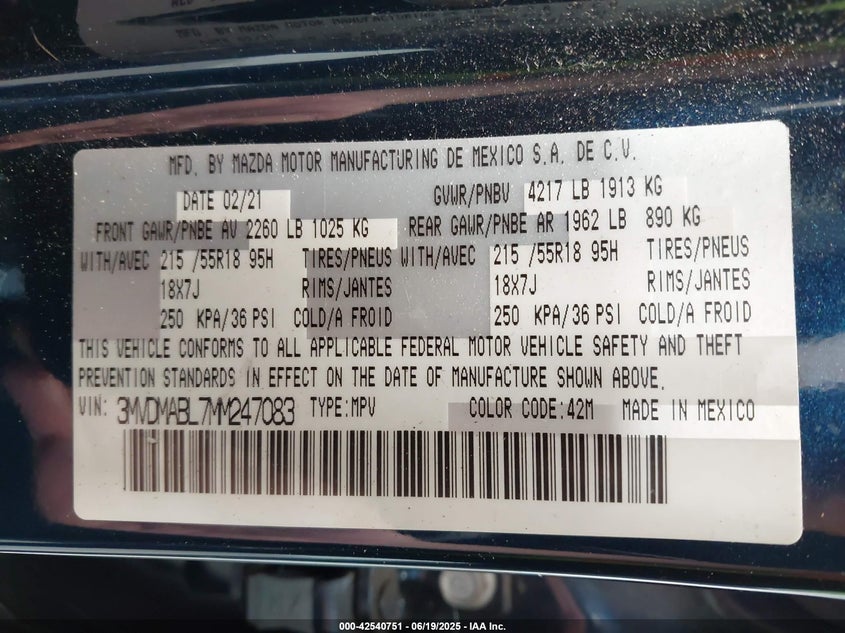 MFD. BY MAZDA MOTOR MANUFACTURING DE MEXICO S.A. DE C.V.
DATE 02/21 GVWR/PNBV 4217 LB 1913 KG
FRONT GAWR/PNBE AV 2260 LB 1025 KG REAR GAWR/PNBE AR 1962 LB 890 KG
WITH/AVEC 215 /55R18 95H TIRES/PNEUS WITH/AVEC 215 /55R18 95H TIRES/PNEUS
18X7J RIMS/JANTES 18X7J RIMS/JANTES
250 KPA/36 PSI COLD/A FROID 250 KPA/36 PSI COLD/A FROID
THIS VEHICLE CONFORMS TO ALL APPLICABLE FEDERAL MOTOR VEHICLE SAFETY AND THEFT
PREVENTION STANDARDS IN EFFECT ON THE DATE OF MANUFACTURE SHOWN ABOVE.
VIN: 3MVDMABL7MM247083 TYPE:MPV COLOR CODE:42M MADE IN MEXICO
000-42540751 - 06/19/2025 - IAA Inc.